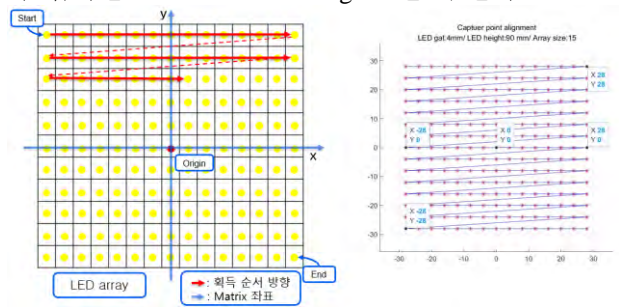 Start
y
x
Origin
End
LED array
: 획득 순서 방향
: Matrix 좌표
Captuer point alignment
LED gat:4mm/ LED height:90 mm/ Array size:15
30
20
10
0
-10
-20
-30
X 28
Y 28
X -28
Y 0
X 0
Y 0
X 28
Y 0
X -28
Y -28
-30 -20 -10 0 10 20 30